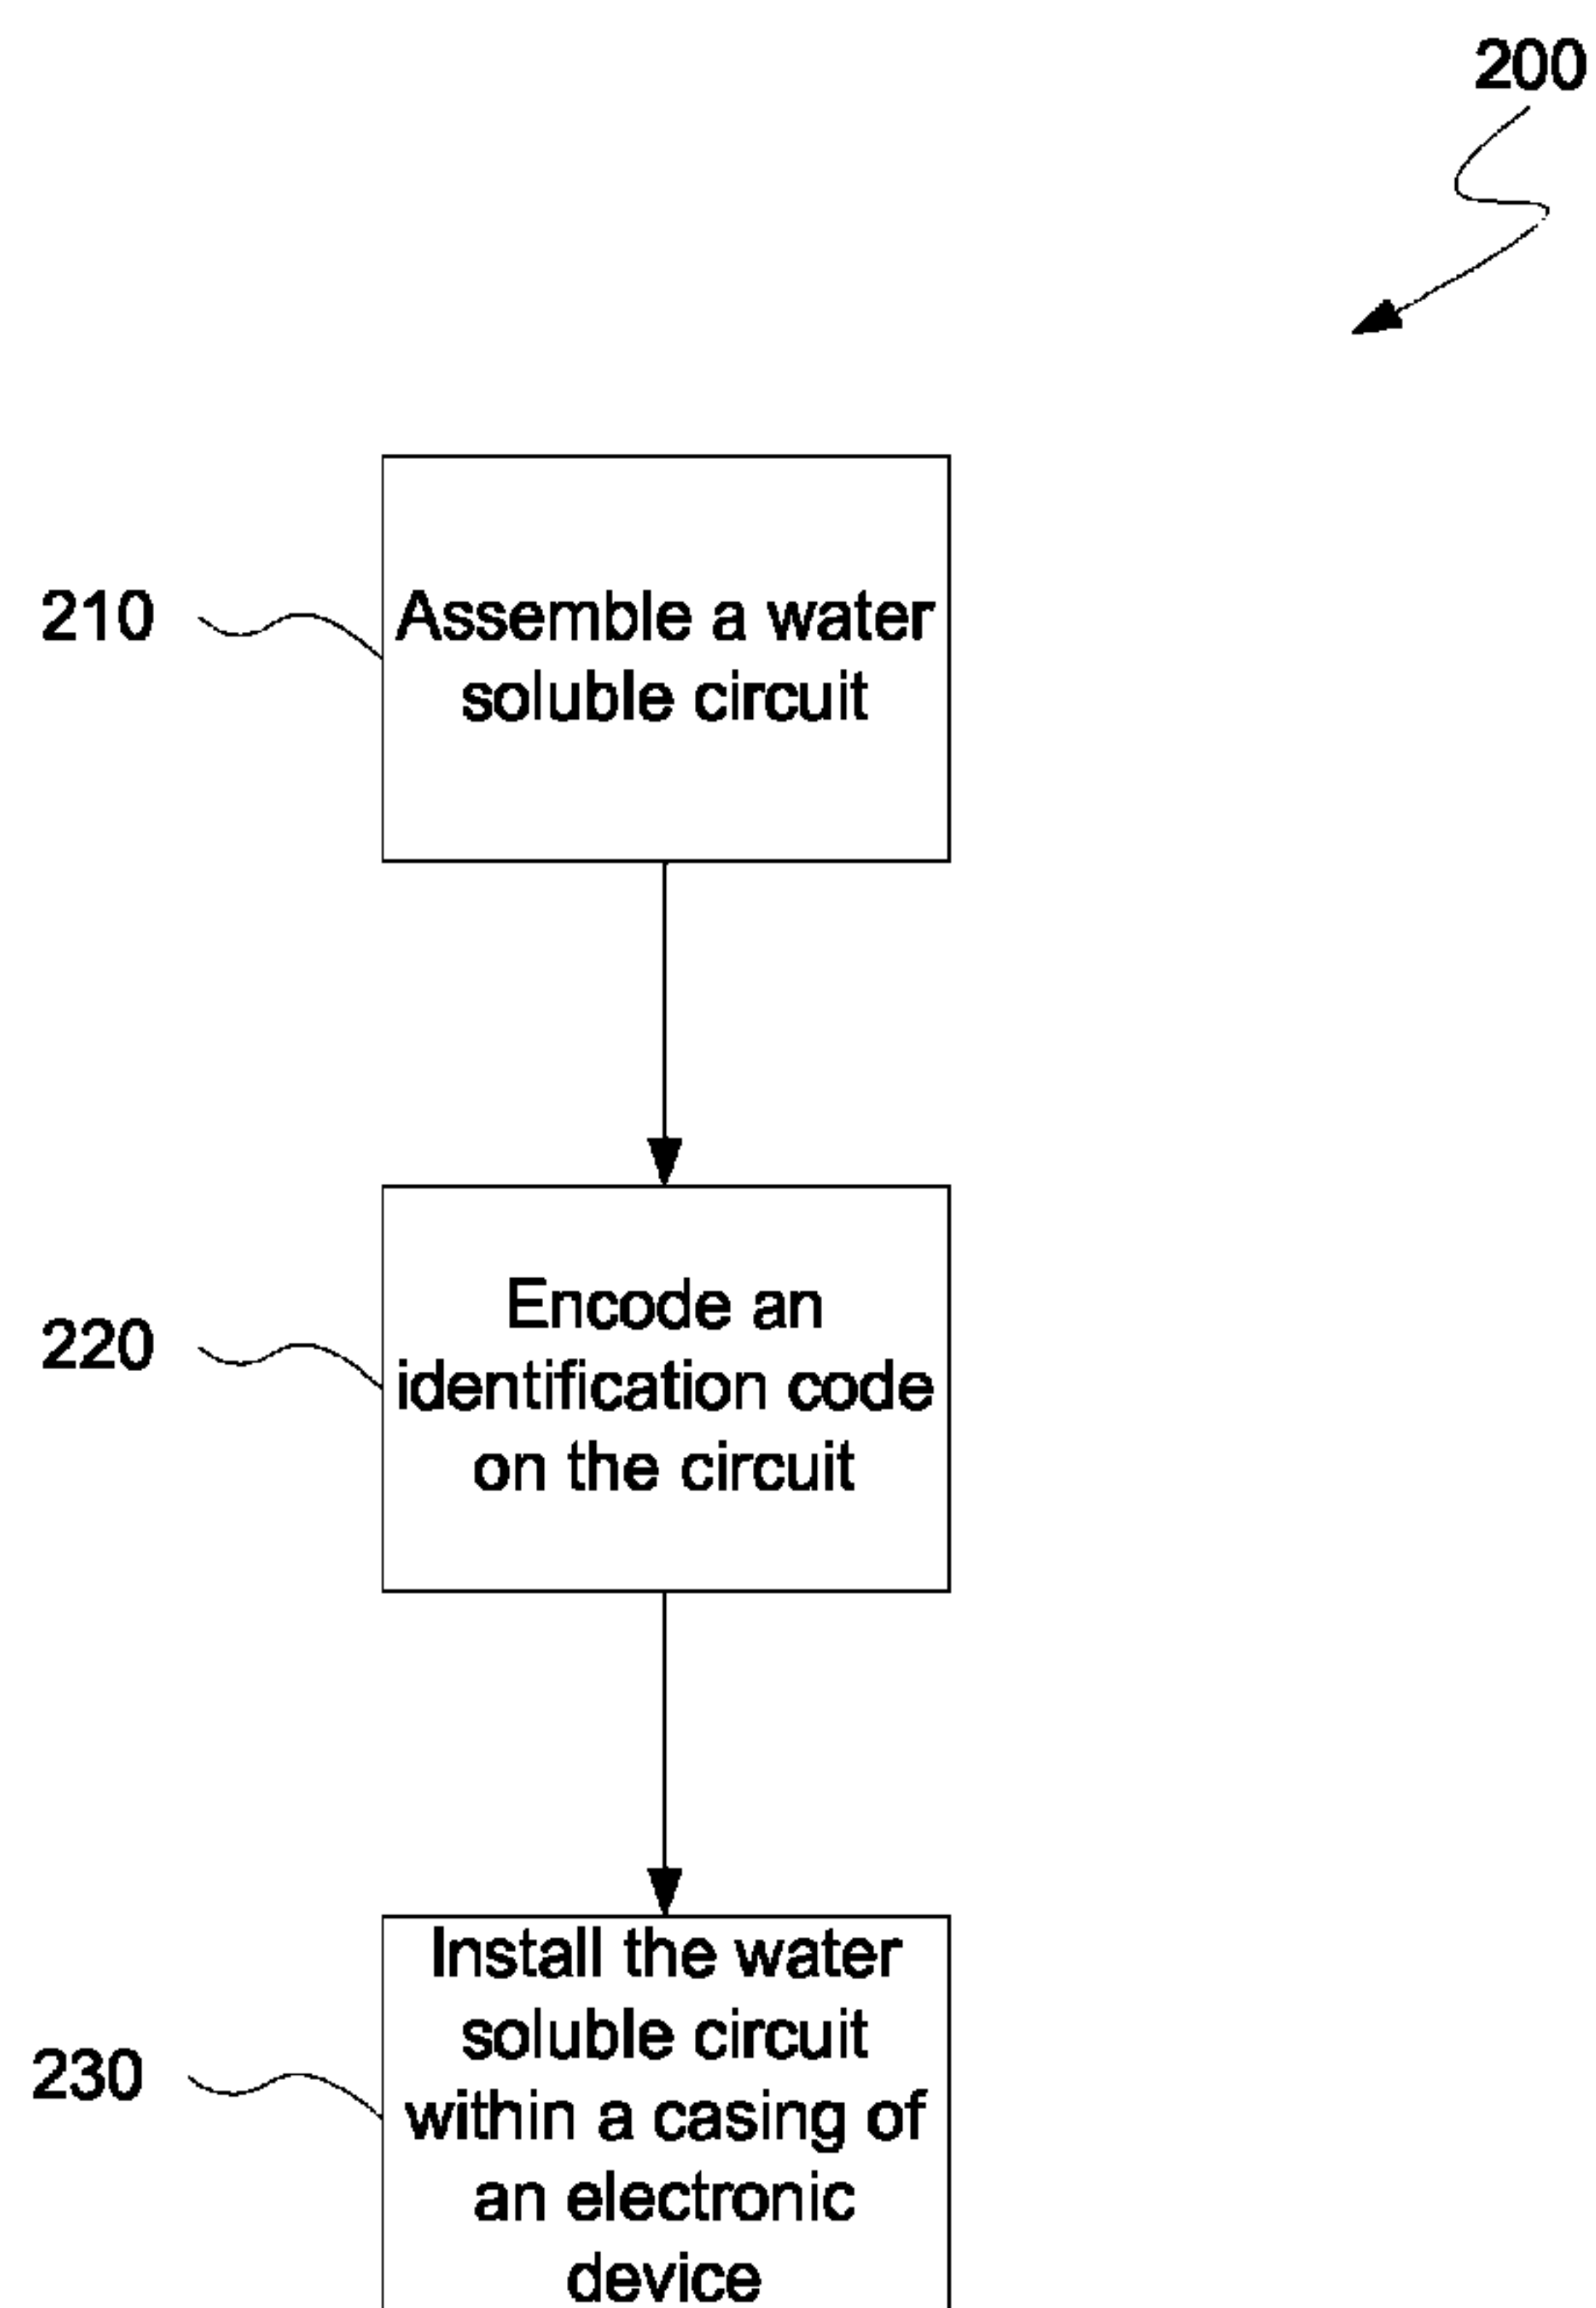 200
210
Assemble a water
soluble circuit
220
Encode an
identification code
on the circuit
230
Install the water
soluble circuit
within a casing of
an electronic
device